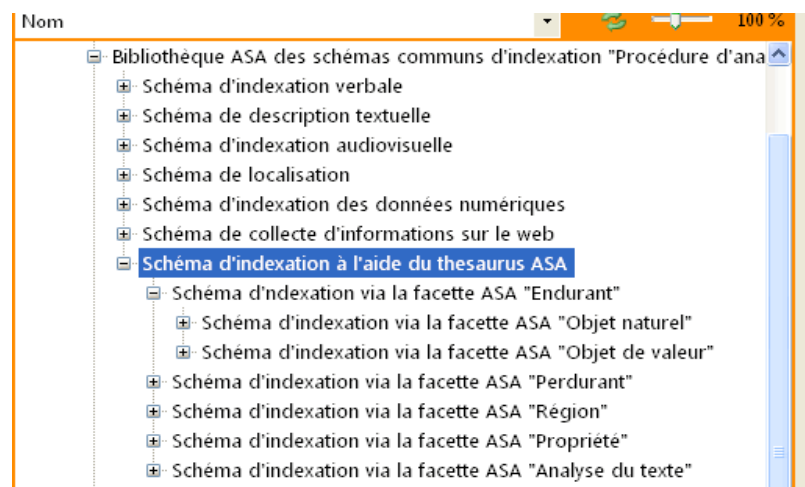 Nom 100 %
Bibliothèque ASA des schémas communs d'indexation "Procédure d'ana
Schéma d'indexation verbale
Schéma de description textuelle
Schéma d'indexation audiovisuelle
Schéma de localisation
Schéma d'indexation des données numériques
Schéma de collecte d'informations sur le web
Schéma d'indexation à l'aide du thesaurus ASA
Schéma d'ndexation via la facette ASA "Endurant"
Schéma d'indexation via la facette ASA "Objet naturel"
Schéma d'indexation via la facette ASA "Objet de valeur"
Schéma d'indexation via la facette ASA "Perdurant"
Schéma d'indexation via la facette ASA "Région"
Schéma d'indexation via la facette ASA "Propriété"
Schéma d'indexation via la facette ASA "Analyse du texte"